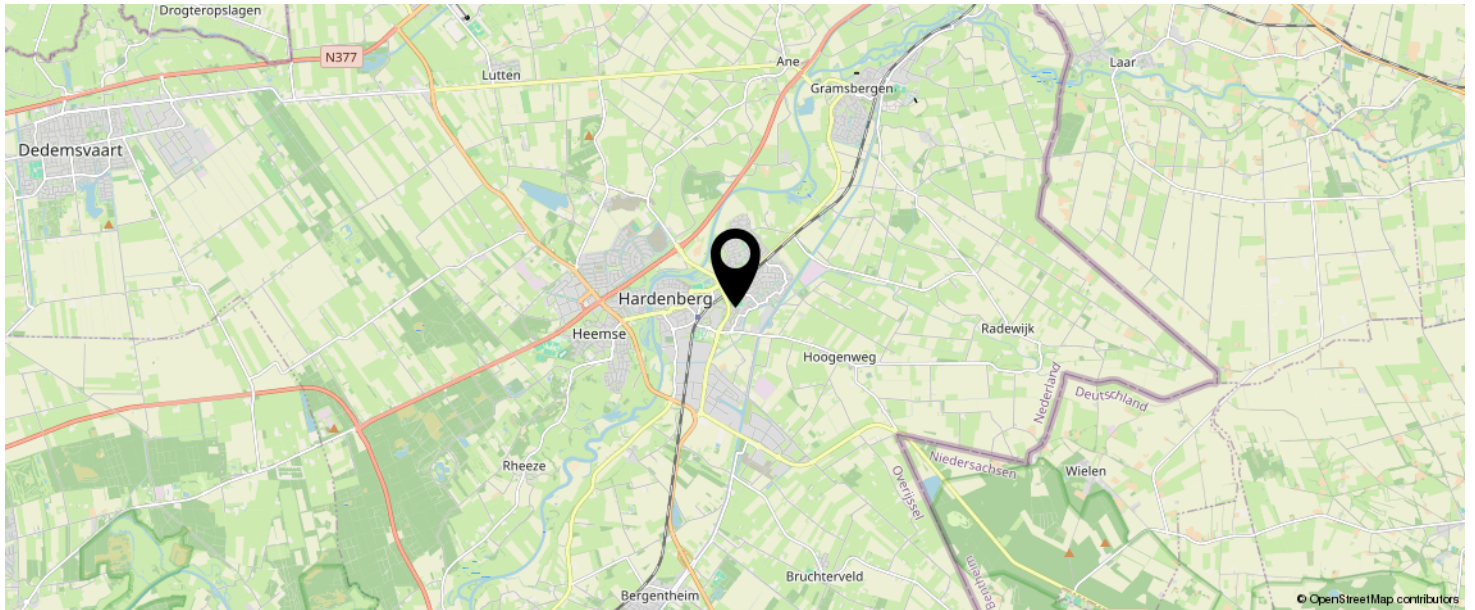 Drogteropslagen
N377
Ane
Laar
Lutten
Gramsbergen
Dedemsvaart
Hardenberg
Heemse
Radewijk
Hoogenweg
Nederland
Deutschland
Rheeze
Niedersachsen
Wielen
Overijssel
Bruchterveld
Bentheim
Bergentheim
© OpenStreetMap contributors